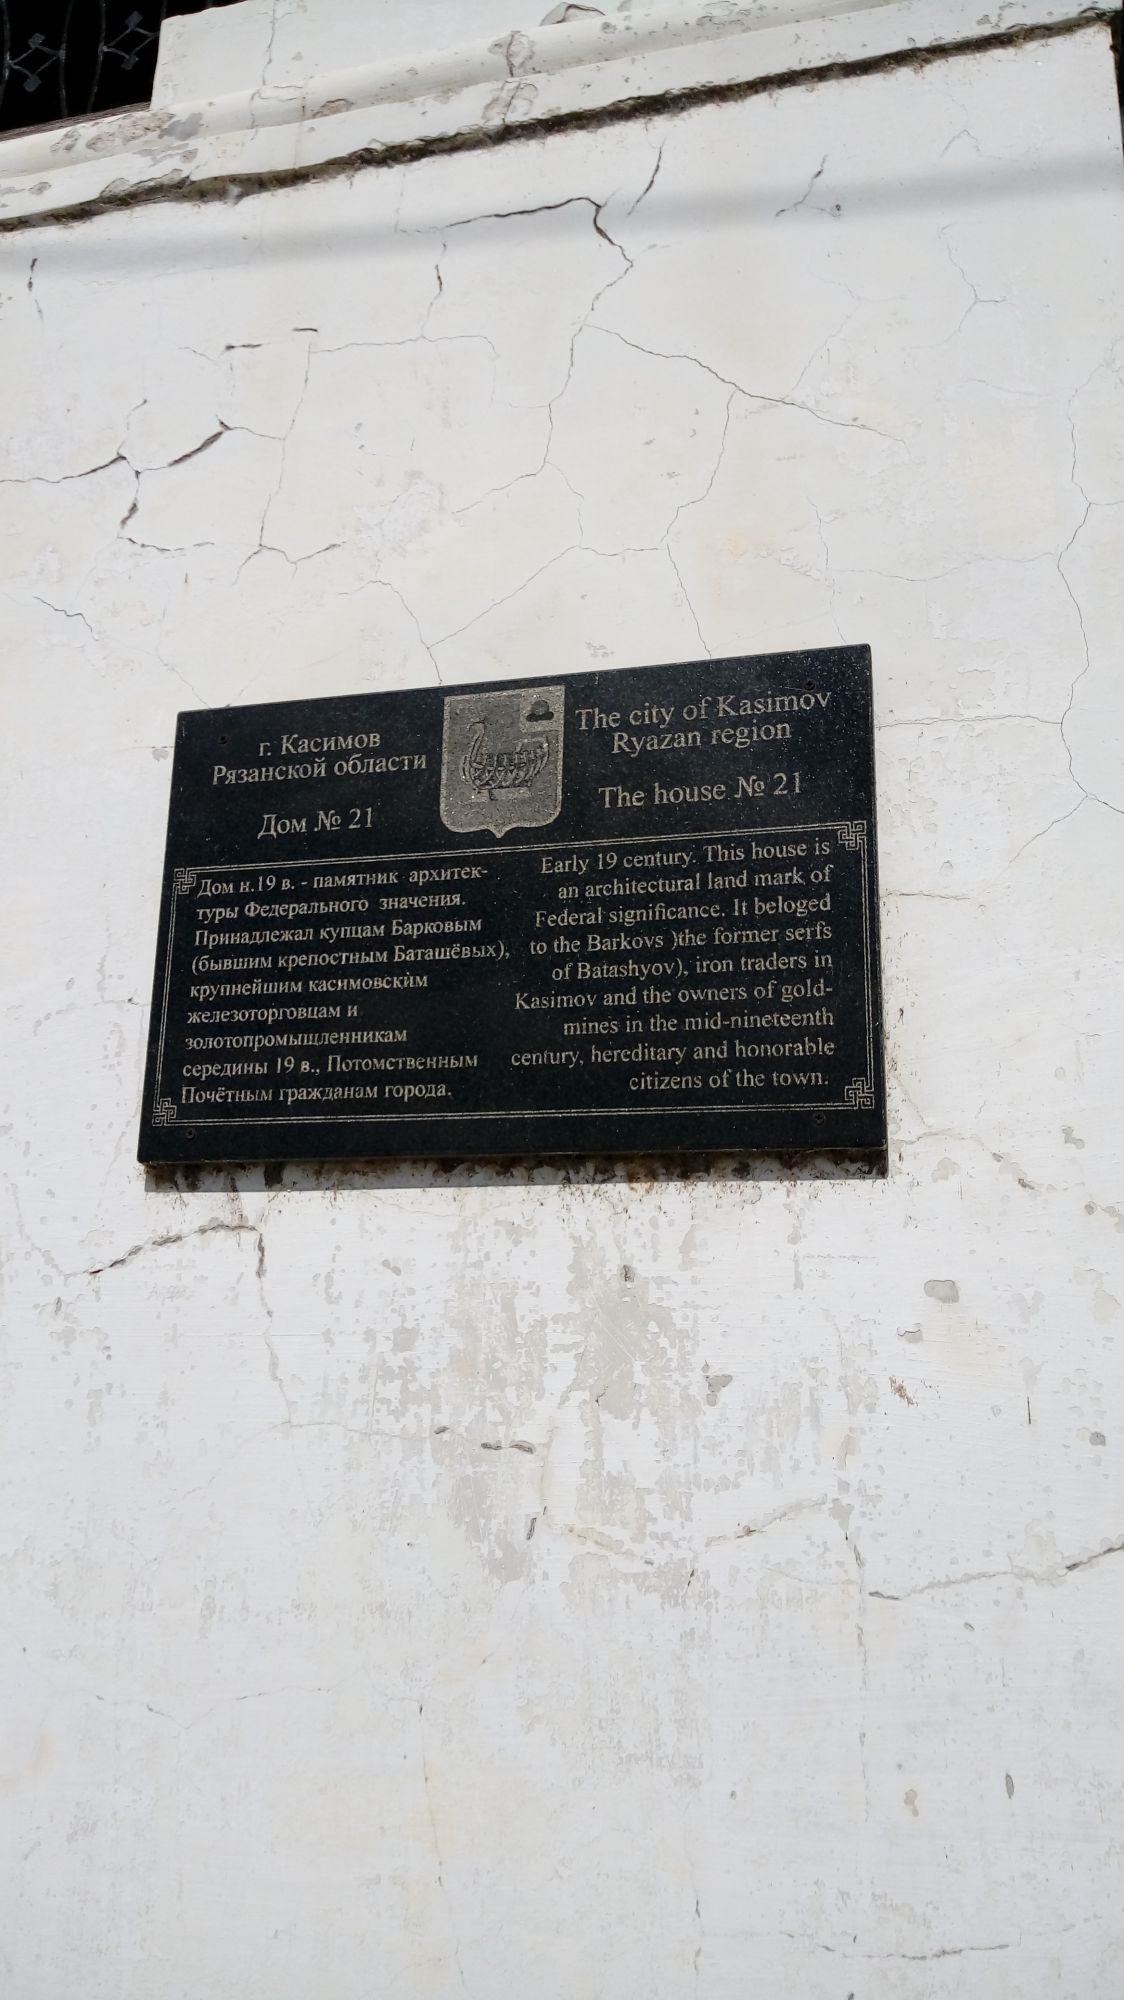 г. Касимов
Рязанской области
Дом № 21
Дом н.19 в. - памятник архитек-
туры Федерального значения.
Принадлежал купцам Барковым
(бывшим крепостным Баташёвых),
крупнейшим касимовским
железоторговцам и
золотопромышленникам
середины 19 в., Потомственным
Почётным гражданам города.
The city of Kasimov
Ryazan region
The house № 21
Early 19 century. This house is
an architectural land mark of
Federal significance. It beloged
to the Barkovs )the former serfs
of Batashyov), iron traders in
Kasimov and the owners of gold-
mines in the mid-nineteenth
century, hereditary and honorable
citizens of the town.